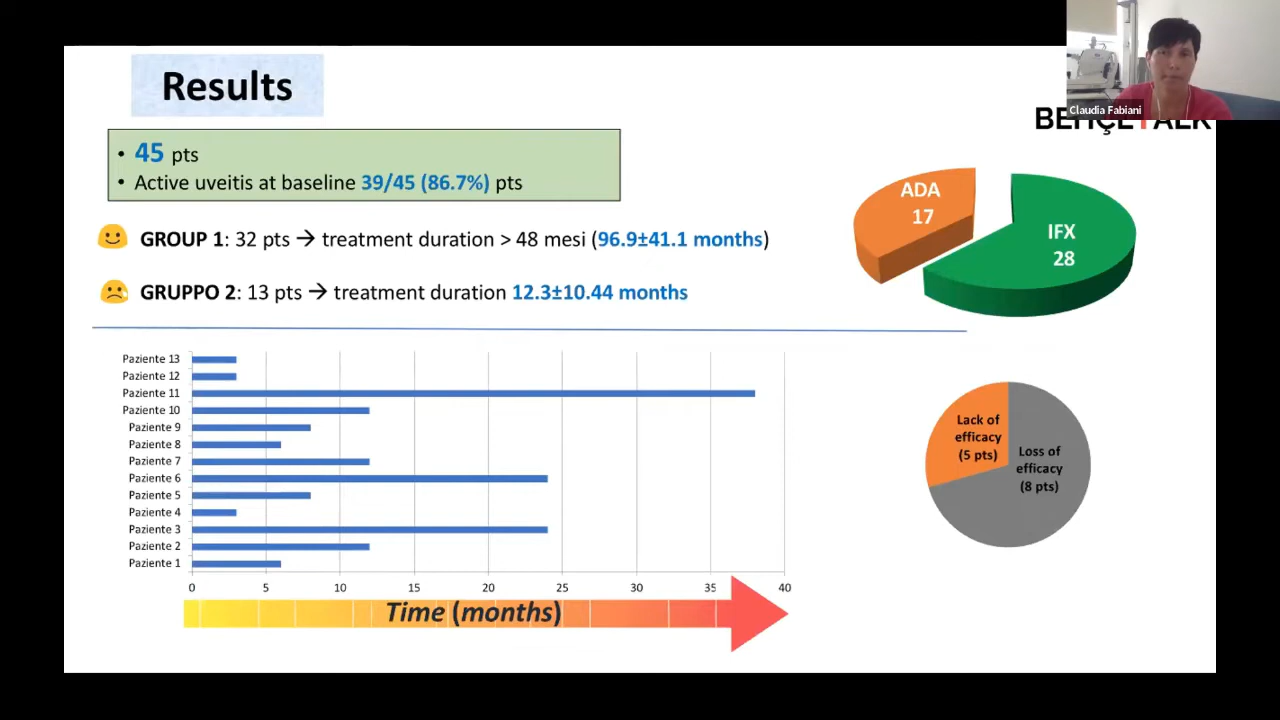 Results
• 45 pts
• Active uveitis at baseline 39/45 (86.7%) pts
GROUP 1: 32 pts → treatment duration > 48 mesi (96.9±41.1 months)
GRUPPO 2: 13 pts → treatment duration 12.3±10.44 months
Claudia Fabiani
BEHÇETALK
ADA
17
IFX
28
Paziente 13
Paziente 12
Paziente 11
Paziente 10
Paziente 9
Paziente 8
Paziente 7
Paziente 6
Paziente 5
Paziente 4
Paziente 3
Paziente 2
Paziente 1
0 5 10 15 20 25 30 35 40
Time (months)
Lack of
efficacy
(5 pts)
Loss of
efficacy
(8 pts)